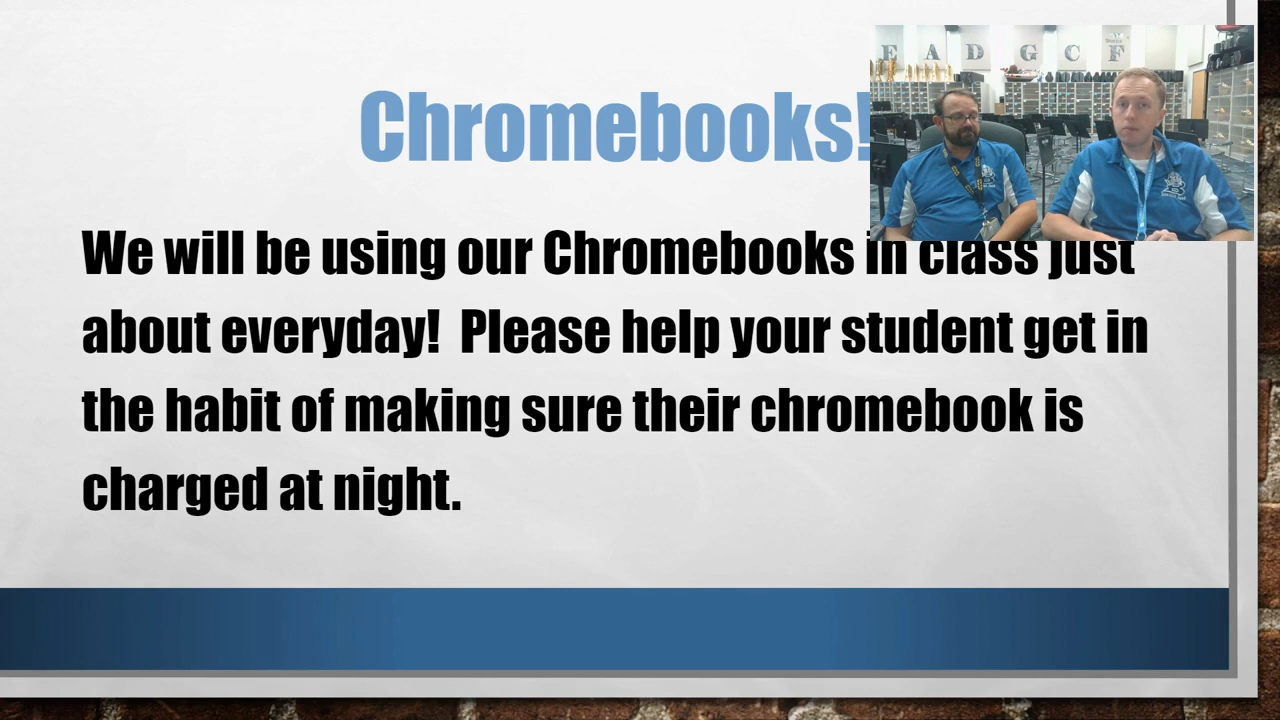 E A D G C F
Chromebooks!
We will be using our Chromebooks in class just
about everyday!  Please help your student get in
the habit of making sure their chromebook is
charged at night.